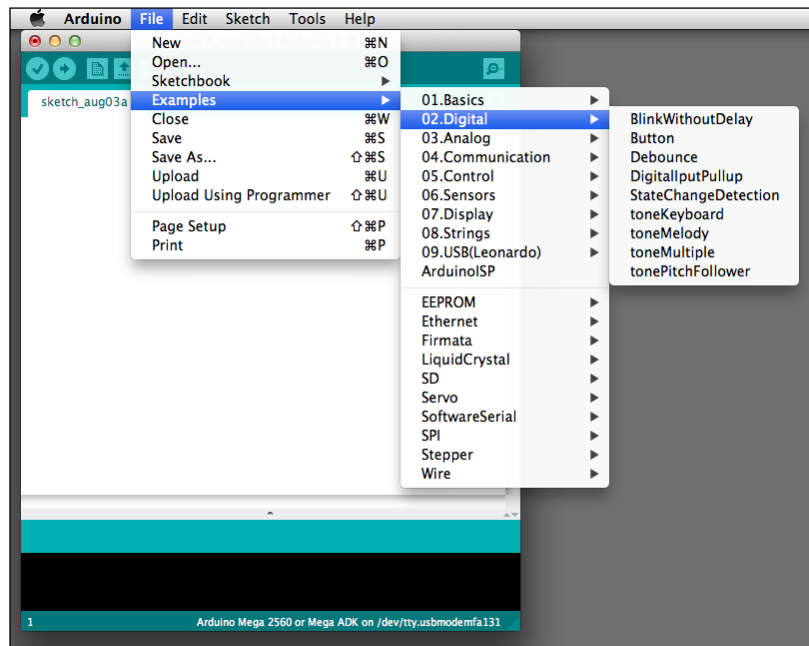 Arduino File Edit Sketch Tools Help
New ⌘N
Open... ⌘O
Sketchbook
Examples
Close ⌘W
Save ⌘S
Save As... ⇧⌘S
Upload ⌘U
Upload Using Programmer ⇧⌘U
Page Setup ⇧⌘P
Print ⌘P
sketch_aug03a
01.Basics
02.Digital
03.Analog
04.Communication
05.Control
06.Sensors
07.Display
08.Strings
09.USB(Leonardo)
ArduinoISP
EEPROM
Ethernet
Firmata
LiquidCrystal
SD
Servo
SoftwareSerial
SPI
Stepper
Wire
BlinkWithoutDelay
Button
Debounce
DigitalIputPullup
StateChangeDetection
toneKeyboard
toneMelody
toneMultiple
tonePitchFollower
1 Arduino Mega 2560 or Mega ADK on /dev/tty.usbmodemfa131